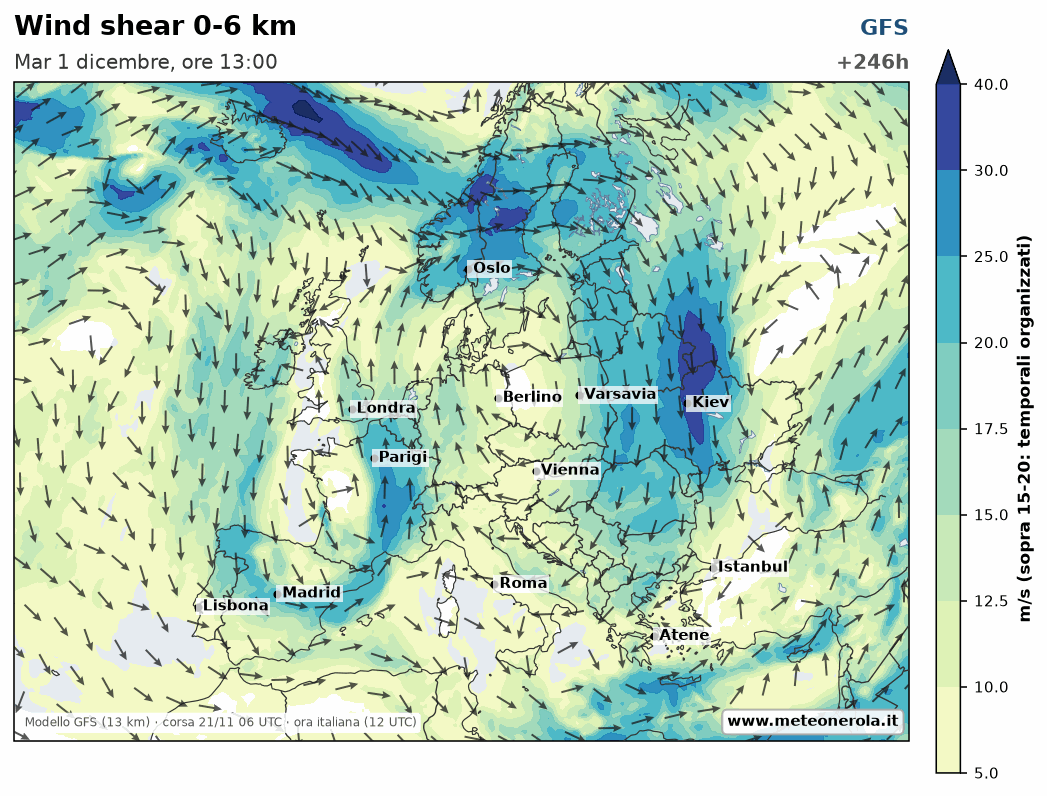 Wind shear 0-6 km
GFS
Mar 1 dicembre, ore 13:00
+246h
40.0
30.0
25.0
20.0
17.5
15.0
12.5
10.0
5.0
m/s (sopra 15-20: temporali organizzati)
Oslo
Londra
Berlino
Varsavia
Kiev
Parigi
Vienna
Istanbul
Roma
Madrid
Lisbona
Atene
Modello GFS (13 km) · corsa 21/11 06 UTC · ora italiana (12 UTC)
www.meteonerola.it